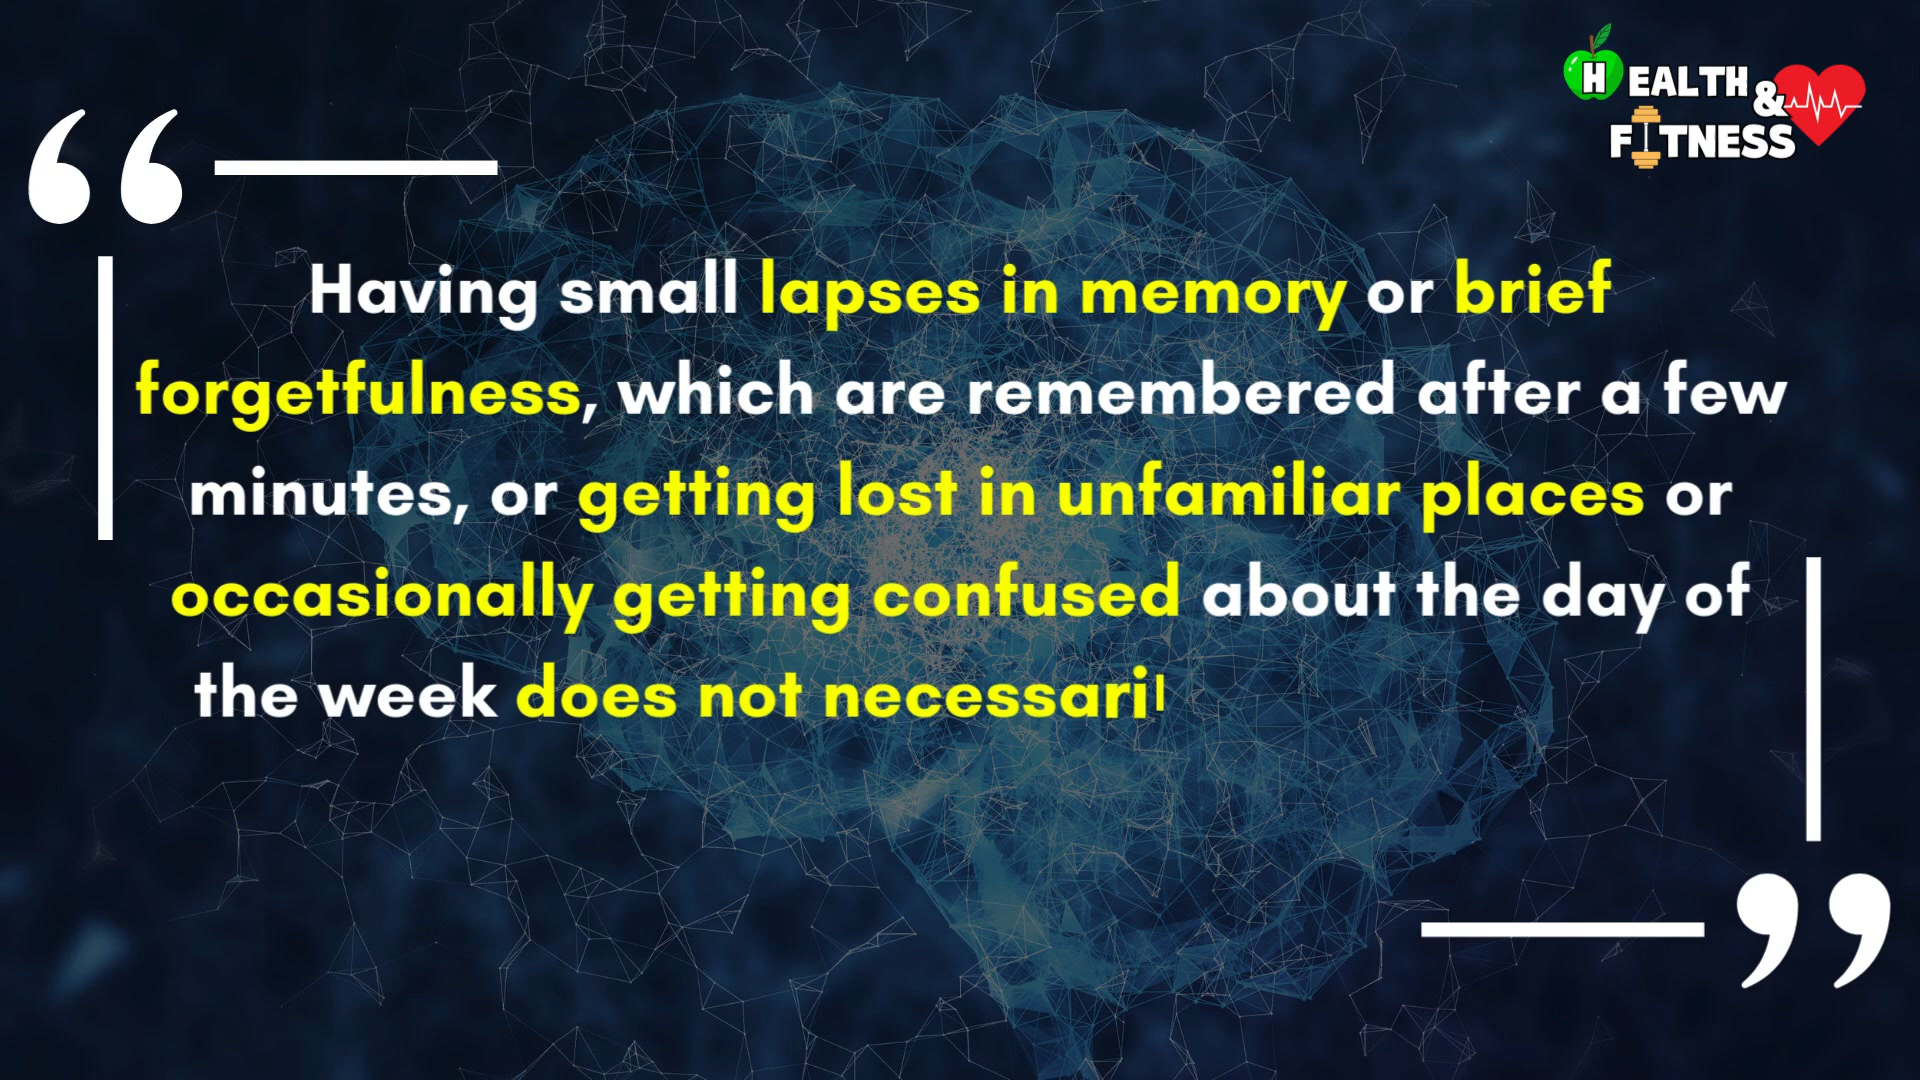 HEALTH &
FITNESS
“
Having small lapses in memory or brief
forgetfulness, which are remembered after a few
minutes, or getting lost in unfamiliar places or
occasionally getting confused about the day of
the week does not necessari
”